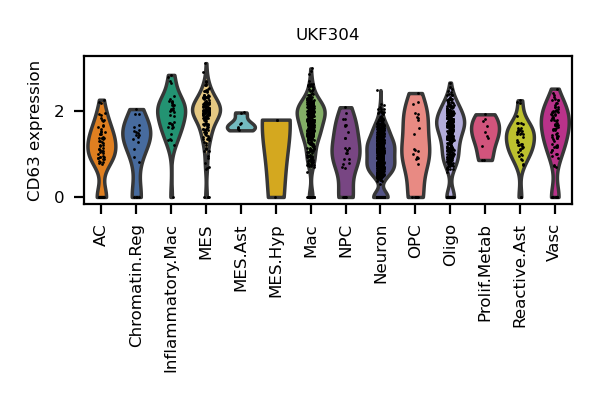 UKF304
CD63 expression
2
0
AC
Chromatin.Reg
Inflammatory.Mac
MES
MES.Ast
MES.Hyp
Mac
NPC
Neuron
OPC
Oligo
Prolif.Metab
Reactive.Ast
Vasc